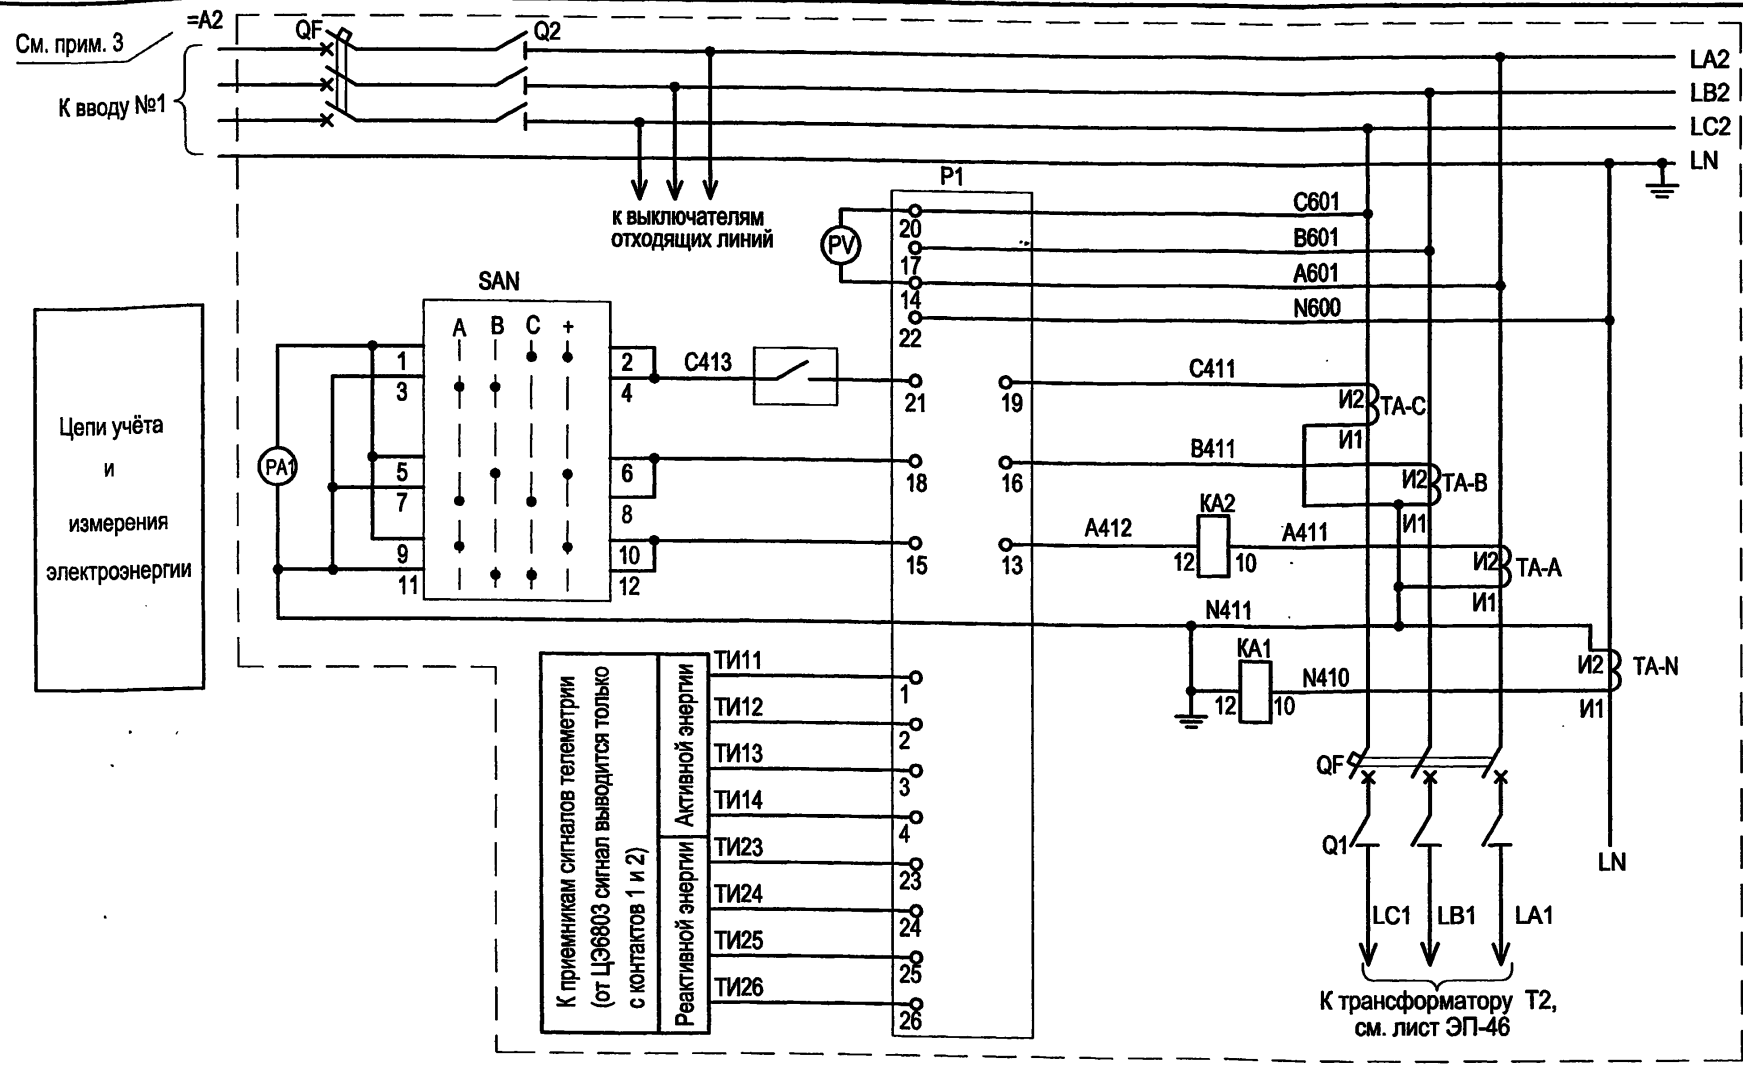 =А2
См. прим. 3
К вводу №1
QF
Q2
LA2
LB2
LC2
LN
к выключателям
отходящих линий
P1
PV
20
17
14
22
C601
B601
A601
N600
SAN
A B C +
1
3
5
7
9
11
2
4
6
8
10
12
PA1
C413
21
19
C411
И2
TA-C
И1
18
16
B411
И2
TA-B
И1
15
13
A412
KA2
12
10
A411
И2
TA-A
И1
N411
KA1
12
10
N410
И2
TA-N
И1
Цепи учёта
и
измерения
электроэнергии
К приемникам сигналов телеметрии
(от ЦЭ6803 сигнал выводится только
с контактов 1 и 2)
Активной энергии
Реактивной энергии
ТИ11
1
ТИ12
2
ТИ13
3
ТИ14
4
ТИ23
23
ТИ24
24
ТИ25
25
ТИ26
26
QF
Q1
LN
LC1
LB1
LA1
К трансформатору Т2,
см. лист ЭП-46